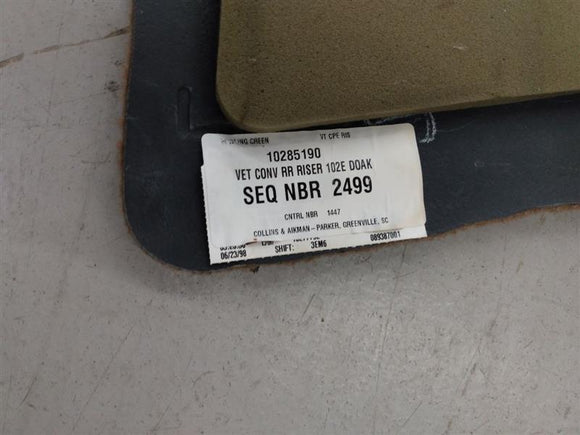 GREEN VT CPE RIS
10285190
VET CONV RR RISER 102E DOAK
SEQ NBR 2499
CNTRL NBR 1447
COLLINS & AIKMAN-PARKER, GREENVILLE, SC
06/23/98 SHIFT: 3EM6 089387001